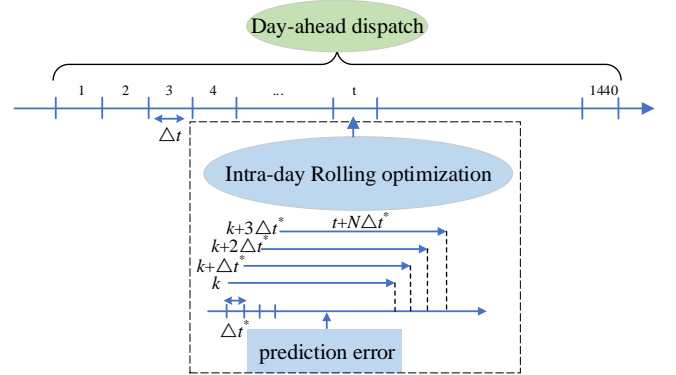 Day-ahead dispatch
1 2 3 4 ... t 1440
△t
Intra-day Rolling optimization
k+3△t* t+N△t*
k+2△t*
k+△t*
k
△t*
prediction error